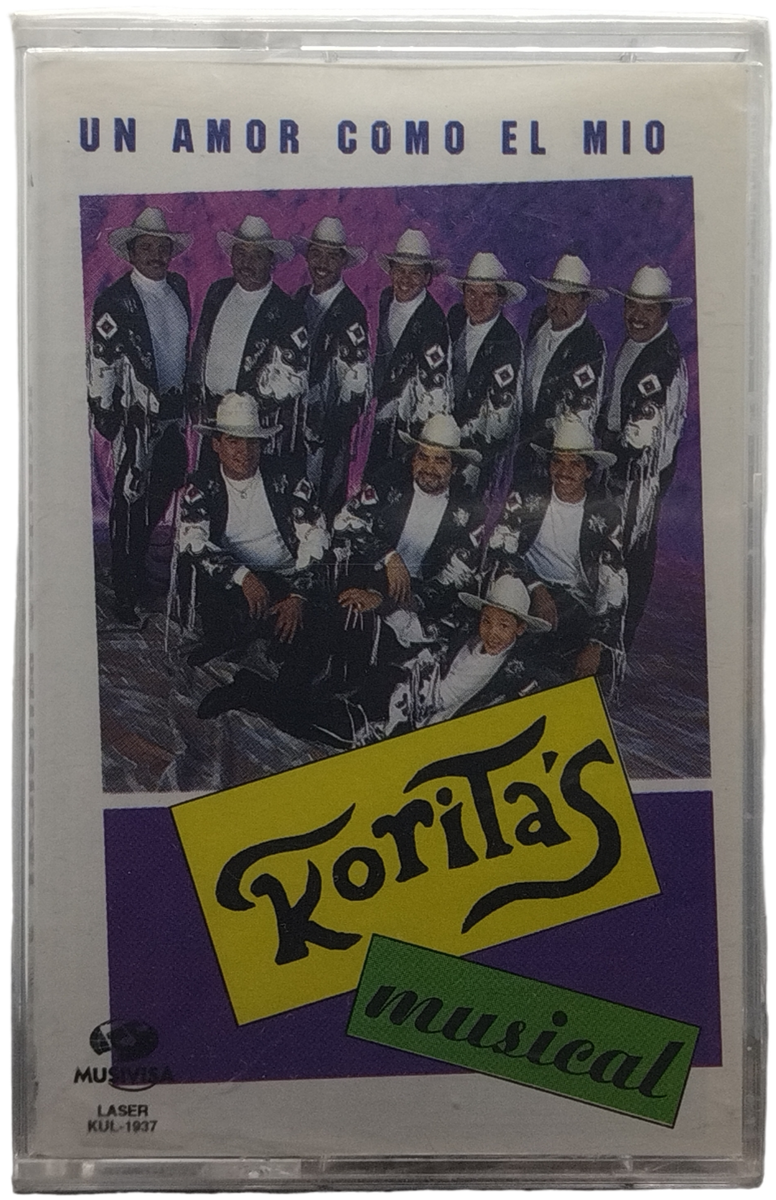 UN AMOR COMO EL MIO
Korita's
musical
MUSIVISA
LASER
KUL-1937